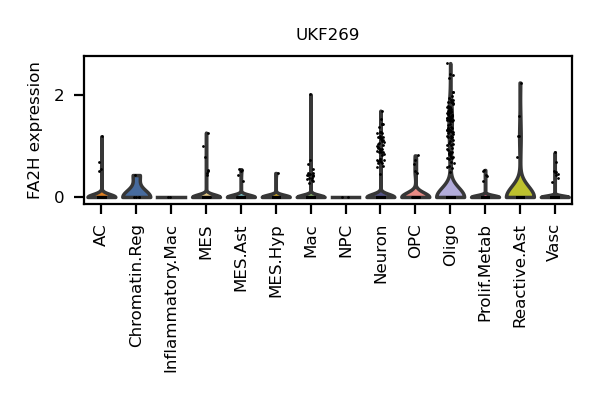 UKF269
FA2H expression
2
0
AC
Chromatin.Reg
Inflammatory.Mac
MES
MES.Ast
MES.Hyp
Mac
NPC
Neuron
OPC
Oligo
Prolif.Metab
Reactive.Ast
Vasc